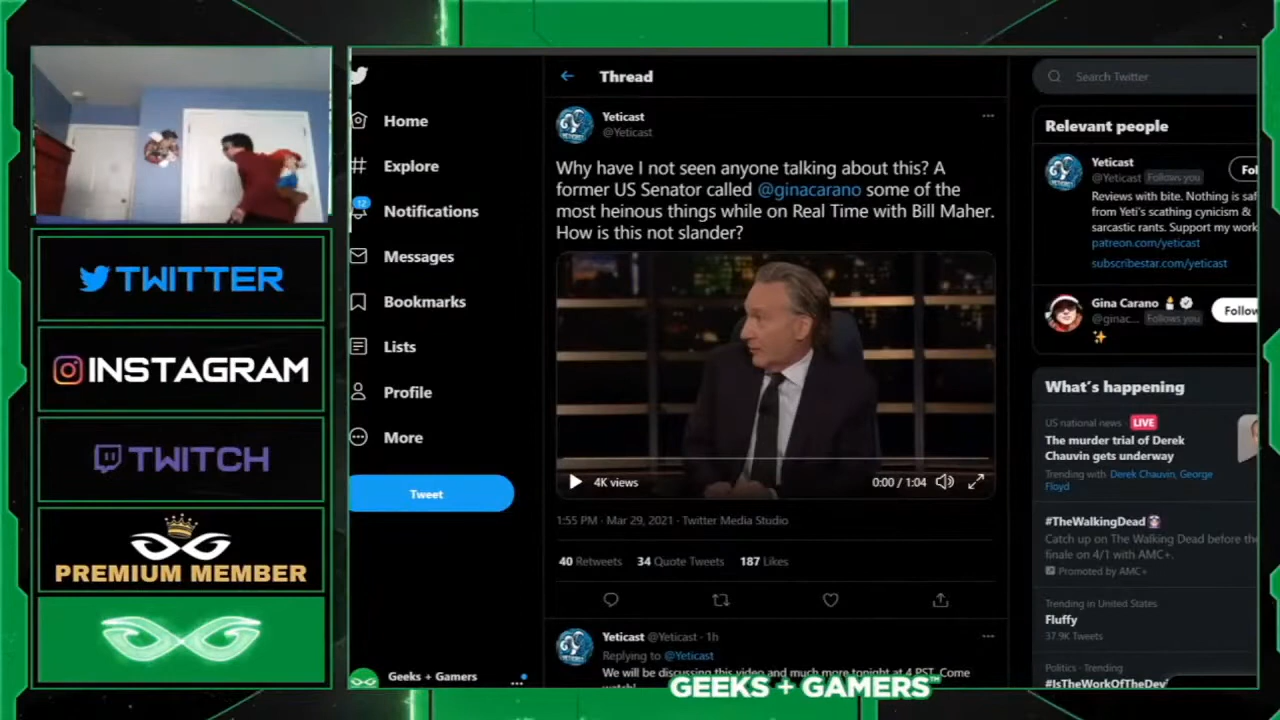 TWITTER
INSTAGRAM
TWITCH
PREMIUM MEMBER
Home
Explore
12
Notifications
Messages
Bookmarks
Lists
Profile
More
Tweet
Geeks + Gamers
Thread
Yeticast
@Yeticast
Why have I not seen anyone talking about this? A
former US Senator called @ginacarano some of the
most heinous things while on Real Time with Bill Maher.
How is this not slander?
4K views
0:00 / 1:04
1:55 PM · Mar 29, 2021 · Twitter Media Studio
40 Retweets 34 Quote Tweets 187 Likes
Yeticast @Yeticast · 1h
Replying to @Yeticast
We will be discussing this video and much more tonight at 4 PST. Come
GEEKS + GAMERS™
Search Twitter
Relevant people
Yeticast
@Yeticast Follows you
Fol
Reviews with bite. Nothing is saf
from Yeti's scathing cynicism &
sarcastic rants. Support my work
patreon.com/yeticast
subscribestar.com/yeticast
Gina Carano
@ginac... Follows you
Follow
What's happening
US national news · LIVE
The murder trial of Derek
Chauvin gets underway
Trending with Derek Chauvin, George
Floyd
#TheWalkingDead
Catch up on The Walking Dead before the
finale on 4/1 with AMC+.
Promoted by AMC+
Trending in United States
Fluffy
37.9K Tweets
Politics · Trending
#IsTheWorkOfTheDevi